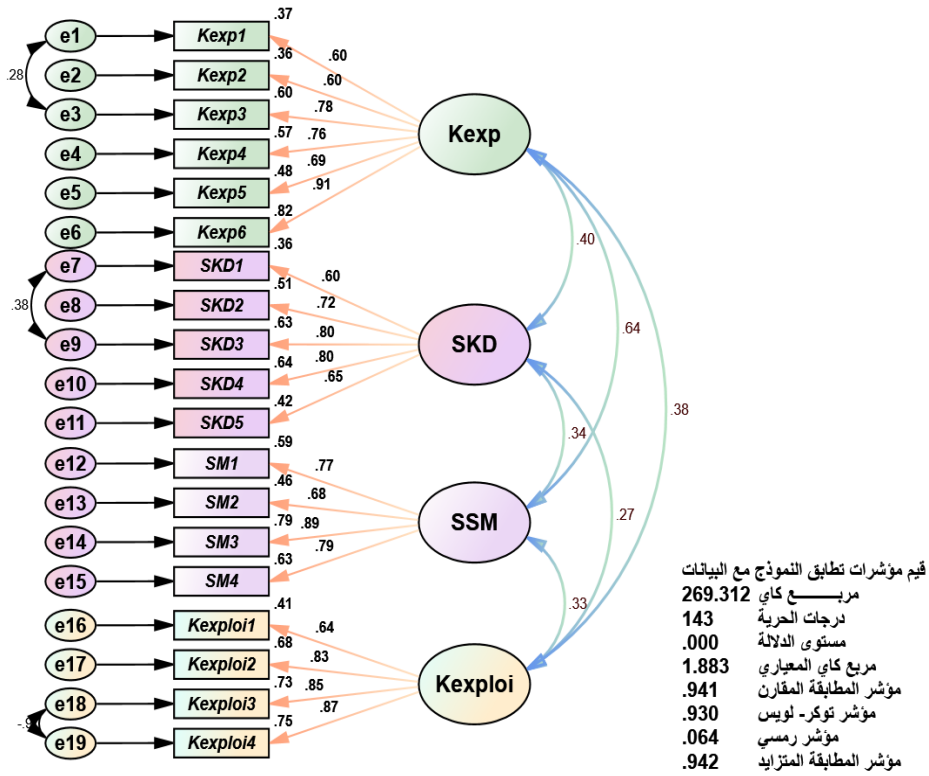 .37
e1 Kexp1
.36
.60
e2 Kexp2
.28
.60
.60
e3 Kexp3
.78
.57
.76
e4 Kexp4
.48
.69
e5 Kexp5
.91
.82
e6 Kexp6
Kexp
.36
e7 SKD1
.51
.60
e8 SKD2
.38
.63
.72
e9 SKD3
.80
.64
.80
e10 SKD4
.65
.42
e11 SKD5
SKD
.59
e12 SM1
.46
.77
e13 SM2
.68
.79
.89
e14 SM3
.63
.79
e15 SM4
SSM
.41
e16 Kexploi1
.68
.64
e17 Kexploi2
.83
.73
.85
e18 Kexploi3
.75
.87
e19 Kexploi4
Kexploi
.40
.64
.38
.34
.27
.33
قيم مؤشرات تطابق النموذج مع البيانات
مربـــــــع كاي 269.312
درجات الحرية 143
مستوى الدلالة .000
مربع كاي المعياري 1.883
مؤشر المطابقة المقارن .941
مؤشر توكر- لويس .930
مؤشر رمسي .064
مؤشر المطابقة المتزايد .942